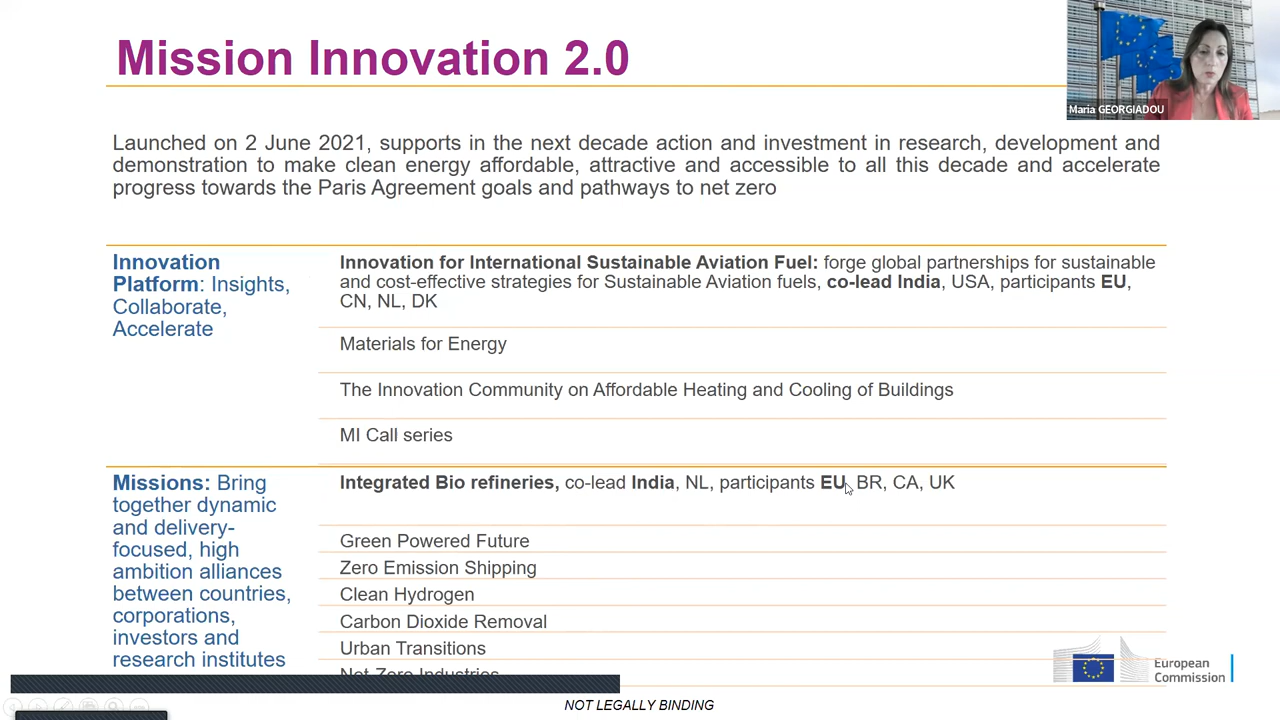 Mission Innovation 2.0
Maria GEORGIADOU
Launched on 2 June 2021, supports in the next decade action and investment in research, development and
demonstration to make clean energy affordable, attractive and accessible to all this decade and accelerate
progress towards the Paris Agreement goals and pathways to net zero
Innovation
Platform: Insights,
Collaborate,
Accelerate
Innovation for International Sustainable Aviation Fuel: forge global partnerships for sustainable
and cost-effective strategies for Sustainable Aviation fuels, co-lead India, USA, participants EU,
CN, NL, DK
Materials for Energy
The Innovation Community on Affordable Heating and Cooling of Buildings
MI Call series
Missions: Bring
together dynamic
and delivery-
focused, high
ambition alliances
between countries,
corporations,
investors and
research institutes
Integrated Bio refineries, co-lead India, NL, participants EU, BR, CA, UK
Green Powered Future
Zero Emission Shipping
Clean Hydrogen
Carbon Dioxide Removal
Urban Transitions
Net-Zero Industries
European
Commission
NOT LEGALLY BINDING